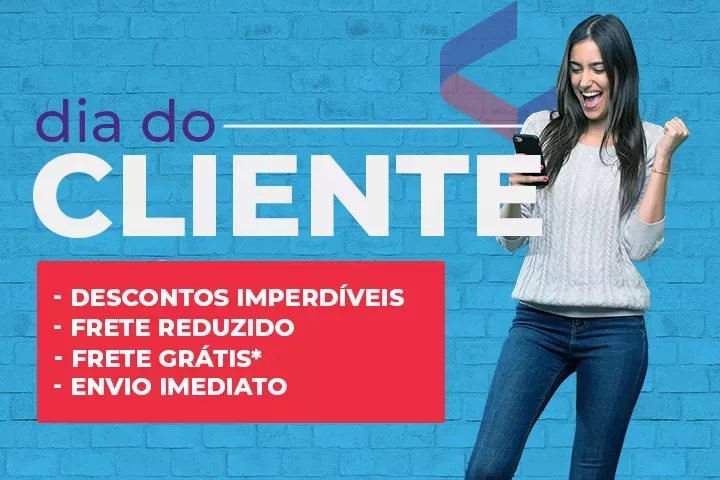 dia do
CLIENTE
- DESCONTOS IMPERDÍVEIS
- FRETE REDUZIDO
- FRETE GRÁTIS*
- ENVIO IMEDIATO